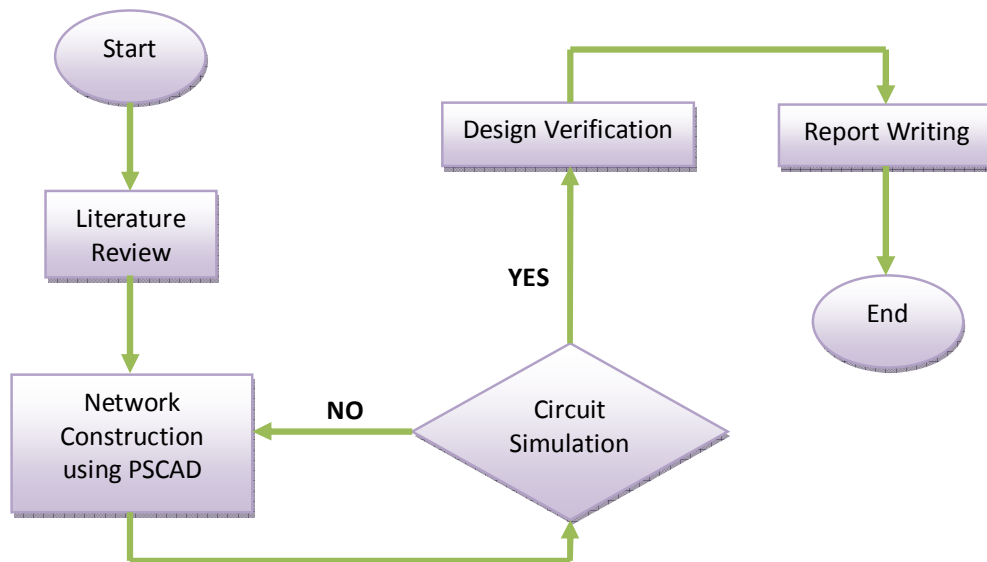 Start
Literature
Review
Network
Construction
using PSCAD
NO
Circuit
Simulation
YES
Design Verification
Report Writing
End